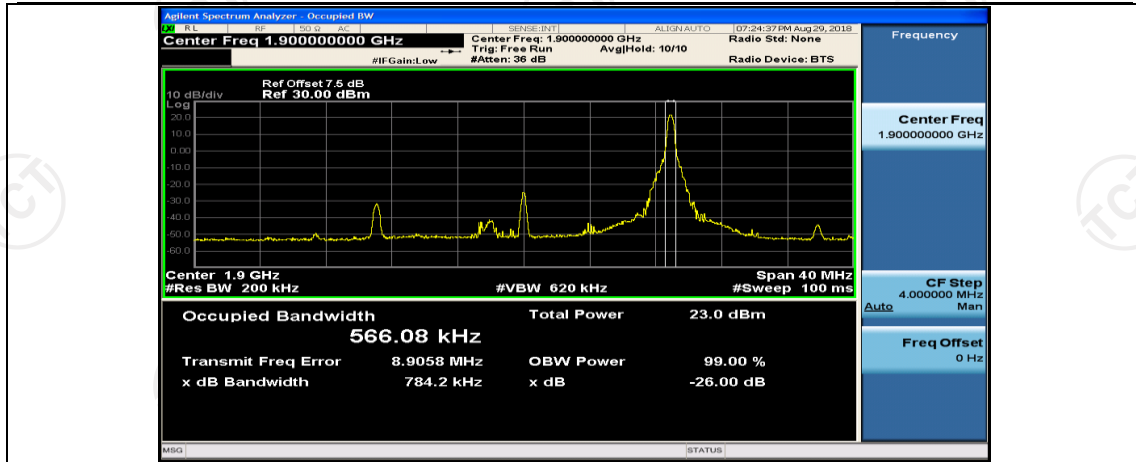 Agilent Spectrum Analyzer - Occupied BW
LXI RL RF 50 Ω AC SENSE:INT ALIGN AUTO 07:24:37 PM Aug 29, 2018
Center Freq 1.900000000 GHz Center Freq: 1.900000000 GHz Radio Std: None Frequency
Trig: Free Run Avg|Hold: 10/10
#IFGain:Low #Atten: 36 dB Radio Device: BTS
Ref Offset 7.5 dB
10 dB/div Ref 30.00 dBm
Log
20.0
10.0
0.00
-10.0
-20.0
-30.0
-40.0
-50.0
-60.0
Center Freq
1.900000000 GHz
Center 1.9 GHz Span 40 MHz
#Res BW 200 kHz #VBW 620 kHz #Sweep 100 ms
CF Step
4.000000 MHz
Auto Man
Occupied Bandwidth Total Power 23.0 dBm
566.08 kHz
Transmit Freq Error 8.9058 MHz OBW Power 99.00 %
x dB Bandwidth 784.2 kHz x dB -26.00 dB
Freq Offset
0 Hz
MSG STATUS
TCT
TCT